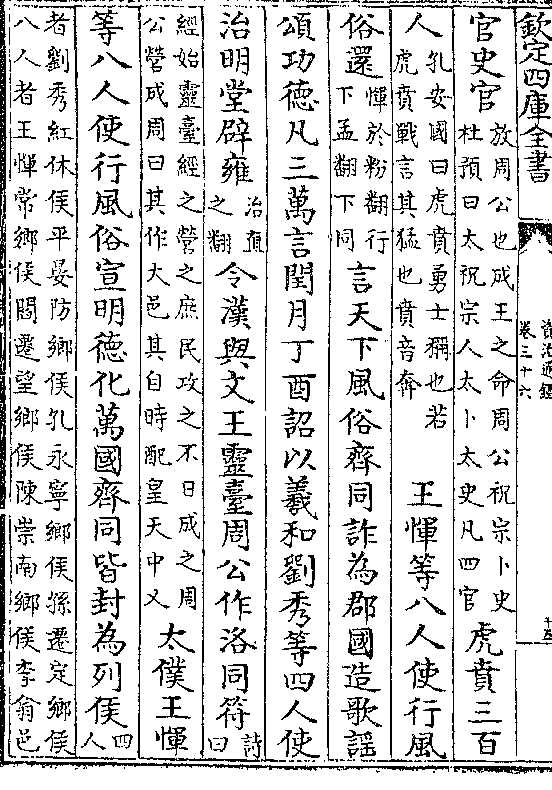 欽定四庫全書
資治通鑑
卷三十六
官史官放周公也成王之命周公祝宗卜史杜預曰太祝宗人太卜太史凡四官虎賁三百
人孔安國曰虎賁勇士稱也若虎賁戰言其猛也賁音奔王惲等八人使行風
俗還惲於粉翻行下孟翻下同言天下風俗齊同詐為郡國造歌謡
頌功德凡三萬言閏月丁酉詔以羲和劉秀等四人使
治明堂辟雍治直之翻令漢與文王靈臺周公作洛同符詩曰
經始靈臺經之營之庶民攻之不日成之周公營成周曰其作大邑其自時配皇天中乂太僕王惲
等八人使行風俗宣明德化萬國齊同皆封為列侯四人
者劉秀紅休侯平晏防鄉侯孔永寧鄉侯孫遷定鄉侯八人者王惲常鄉侯閻遷望鄉侯陳崇南鄉侯李翕邑